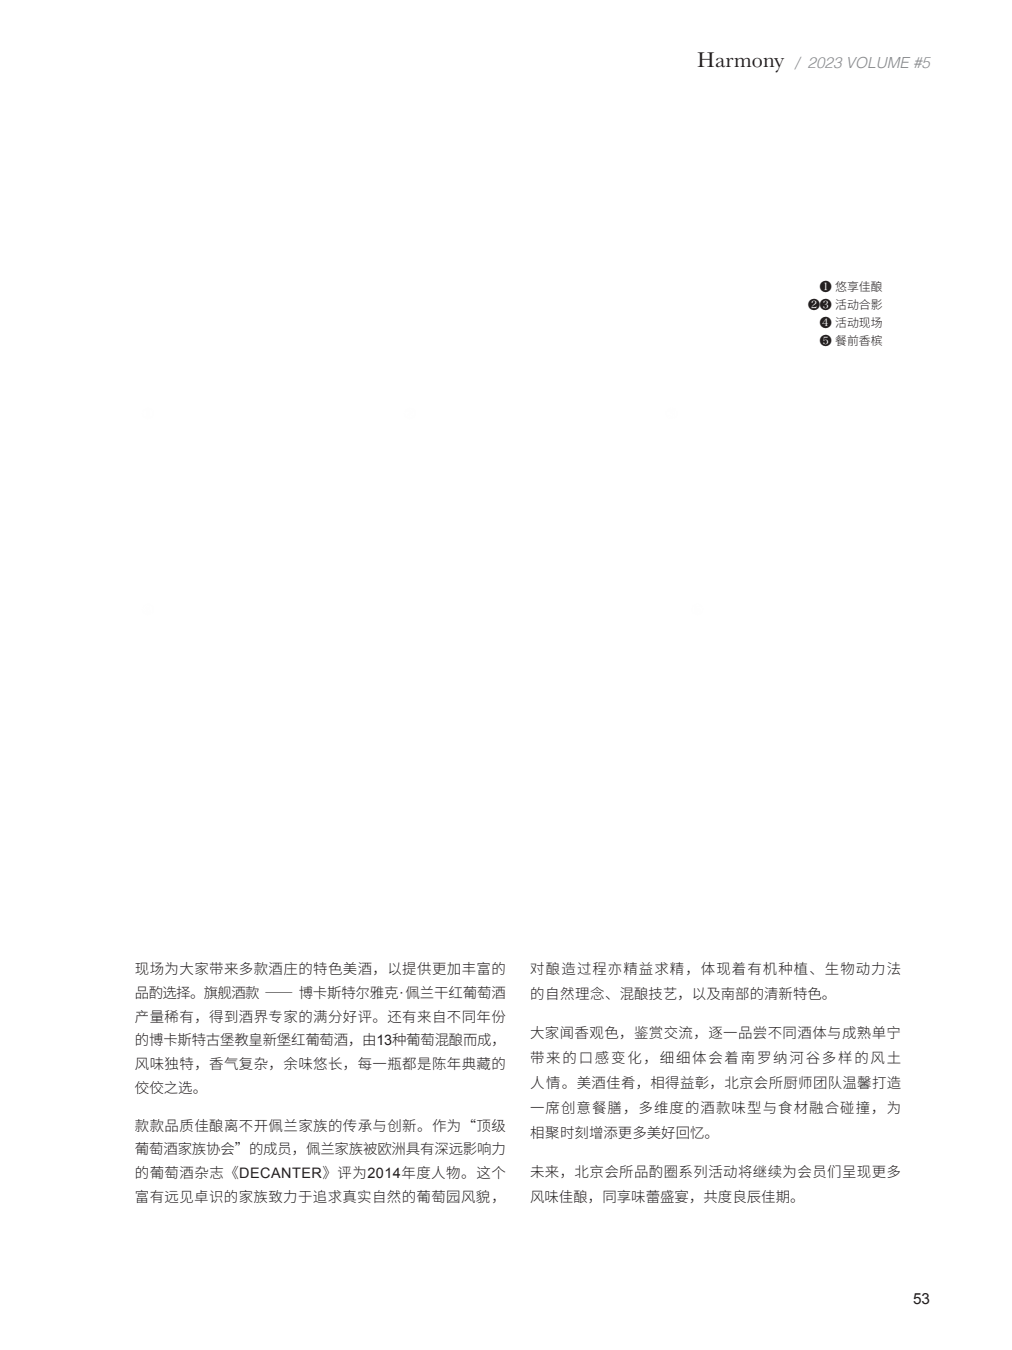 Harmony / 2023 VOLUME #5
❶ 悠享佳酿
❷❸ 活动合影
❹ 活动现场
❺ 餐前香槟
现场为大家带来多款酒庄的特色美酒，以提供更加丰富的
品酌选择。旗舰酒款 —— 博卡斯特尔雅克·佩兰干红葡萄酒
产量稀有，得到酒界专家的满分好评。还有来自不同年份
的博卡斯特古堡教皇新堡红葡萄酒，由13种葡萄混酿而成，
风味独特，香气复杂，余味悠长，每一瓶都是陈年典藏的
佼佼之选。
款款品质佳酿离不开佩兰家族的传承与创新。作为“顶级
葡萄酒家族协会”的成员，佩兰家族被欧洲具有深远影响力
的葡萄酒杂志《DECANTER》评为2014年度人物。这个
富有远见卓识的家族致力于追求真实自然的葡萄园风貌，
对酿造过程亦精益求精，体现着有机种植、生物动力法
的自然理念、混酿技艺，以及南部的清新特色。
大家闻香观色，鉴赏交流，逐一品尝不同酒体与成熟单宁
带来的口感变化，细细体会着南罗纳河谷多样的风土
人情。美酒佳肴，相得益彰，北京会所厨师团队温馨打造
一席创意餐膳，多维度的酒款味型与食材融合碰撞，为
相聚时刻增添更多美好回忆。
未来，北京会所品酌圈系列活动将继续为会员们呈现更多
风味佳酿，同享味蕾盛宴，共度良辰佳期。
53